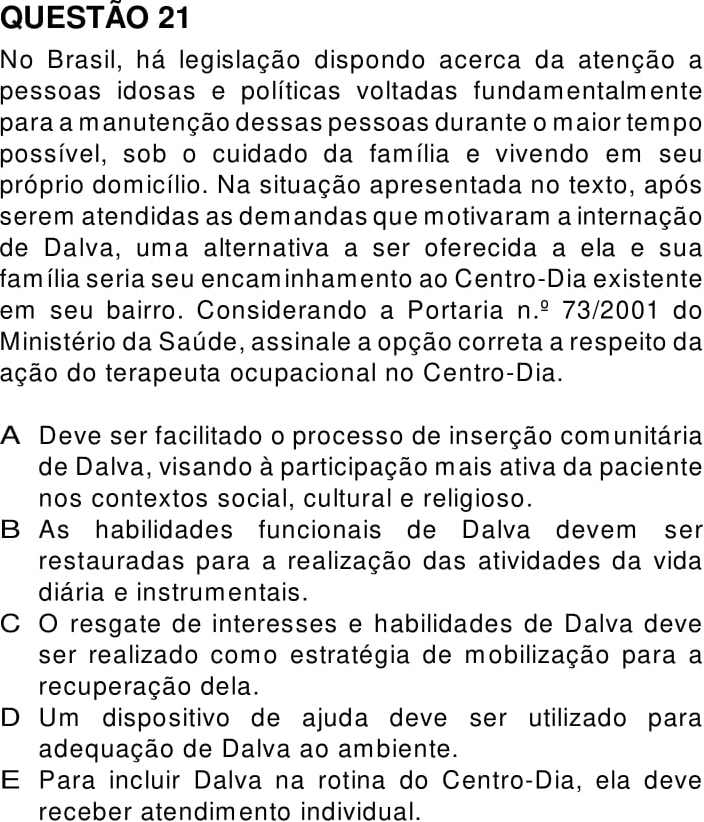 QUESTÃO 21
No Brasil, há legislação dispondo acerca da atenção a
pessoas idosas e políticas voltadas fundamentalmente
para a manutenção dessas pessoas durante o maior tempo
possível, sob o cuidado da família e vivendo em seu
próprio domicílio. Na situação apresentada no texto, após
serem atendidas as demandas que motivaram a internação
de Dalva, uma alternativa a ser oferecida a ela e sua
família seria seu encaminhamento ao Centro-Dia existente
em seu bairro. Considerando a Portaria n.º 73/2001 do
Ministério da Saúde, assinale a opção correta a respeito da
ação do terapeuta ocupacional no Centro-Dia.
A Deve ser facilitado o processo de inserção comunitária
de Dalva, visando à participação mais ativa da paciente
nos contextos social, cultural e religioso.
B As habilidades funcionais de Dalva devem ser
restauradas para a realização das atividades da vida
diária e instrumentais.
C O resgate de interesses e habilidades de Dalva deve
ser realizado como estratégia de mobilização para a
recuperação dela.
D Um dispositivo de ajuda deve ser utilizado para
adequação de Dalva ao ambiente.
E Para incluir Dalva na rotina do Centro-Dia, ela deve
receber atendimento individual.